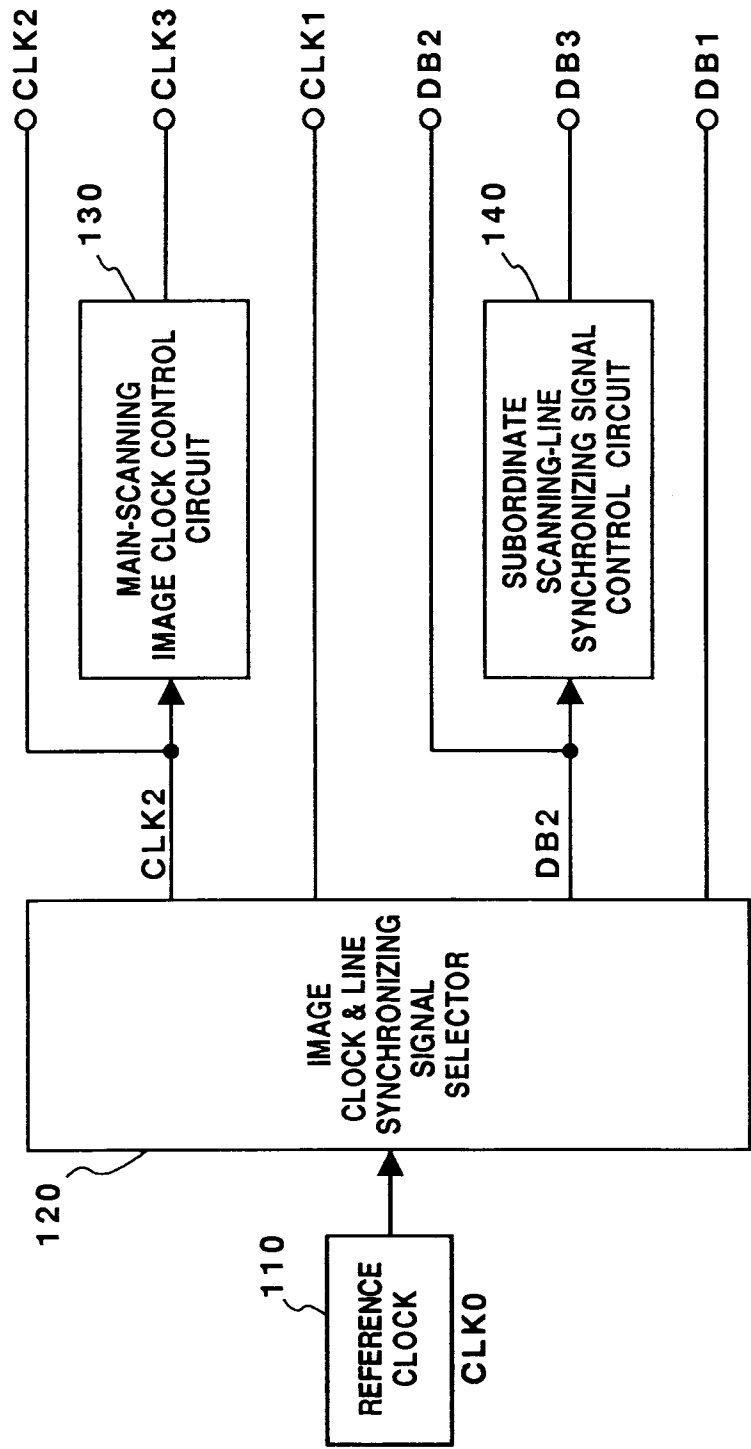 110
REFERENCE
CLOCK
CLK0
120
IMAGE
CLOCK & LINE
SYNCHRONIZING
SIGNAL
SELECTOR
CLK2
DB2
130
MAIN-SCANNING
IMAGE CLOCK CONTROL
CIRCUIT
140
SUBORDINATE
SCANNING-LINE
SYNCHRONIZING SIGNAL
CONTROL CIRCUIT
CLK2
CLK3
CLK1
DB2
DB3
DB1